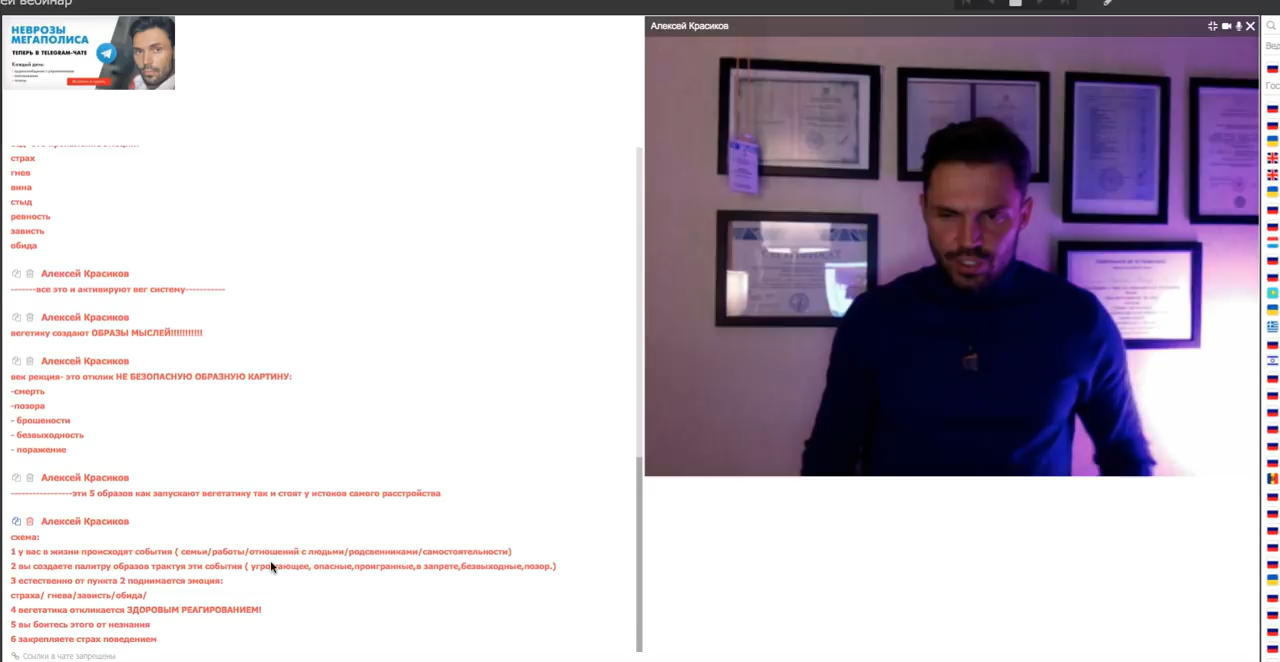 ей вебинар
НЕВРОЗЫ
МЕГАПОЛИСА
ТЕПЕРЬ В TELEGRAM-ЧАТЕ
Каждый день:
страх
гнев
вина
стыд
ревность
зависть
обида
Алексей Красиков
-------все это и активируют вег систему-----------
Алексей Красиков
вегетику создают ОБРАЗЫ МЫСЛЕЙ!!!!!!!!!!!
Алексей Красиков
век рекция- это отклик НЕ БЕЗОПАСНУЮ ОБРАЗНУЮ КАРТИНУ:
-смерть
-позора
- брошености
- безвыходность
- поражение
Алексей Красиков
-----------------эти 5 образов как запускают вегетатику так и стоят у истоков самого расстройства
Алексей Красиков
схема:
1 у вас в жизни происходят события ( семьи/работы/отношений с людьми/родсвенниками/самостоятельности)
2 вы создаете палитру образов трактуя эти события ( угрожающее, опасные,проигранные,в запрете,безвыходные,позор.)
3 естественно от пункта 2 поднимается эмоция:
страха/ гнева/зависть/обида/
4 вегетатика откликается ЗДОРОВЫМ РЕАГИРОВАНИЕМ!
5 вы боитесь этого от незнания
6 закрепляете страх поведением
Ссылки в чате запрещены
Алексей Красиков
Вед
Гос